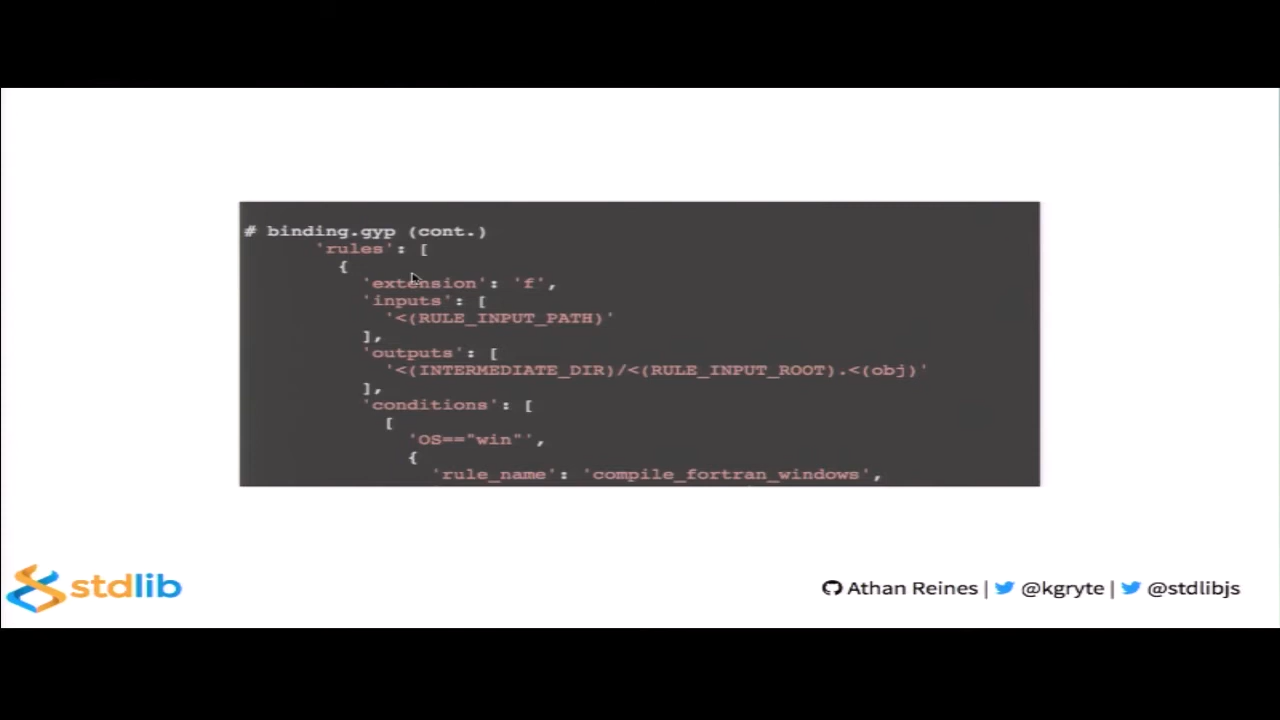 # binding.gyp (cont.)
'rules': [
{
'extension': 'f',
'inputs': [
'<(RULE_INPUT_PATH)'
],
'outputs': [
'<(INTERMEDIATE_DIR)/<(RULE_INPUT_ROOT).<(obj)'
],
'conditions': [
[
'OS=="win"',
{
'rule_name': 'compile_fortran_windows',
stdlib
Athan Reines | @kgryte | @stdlibjs